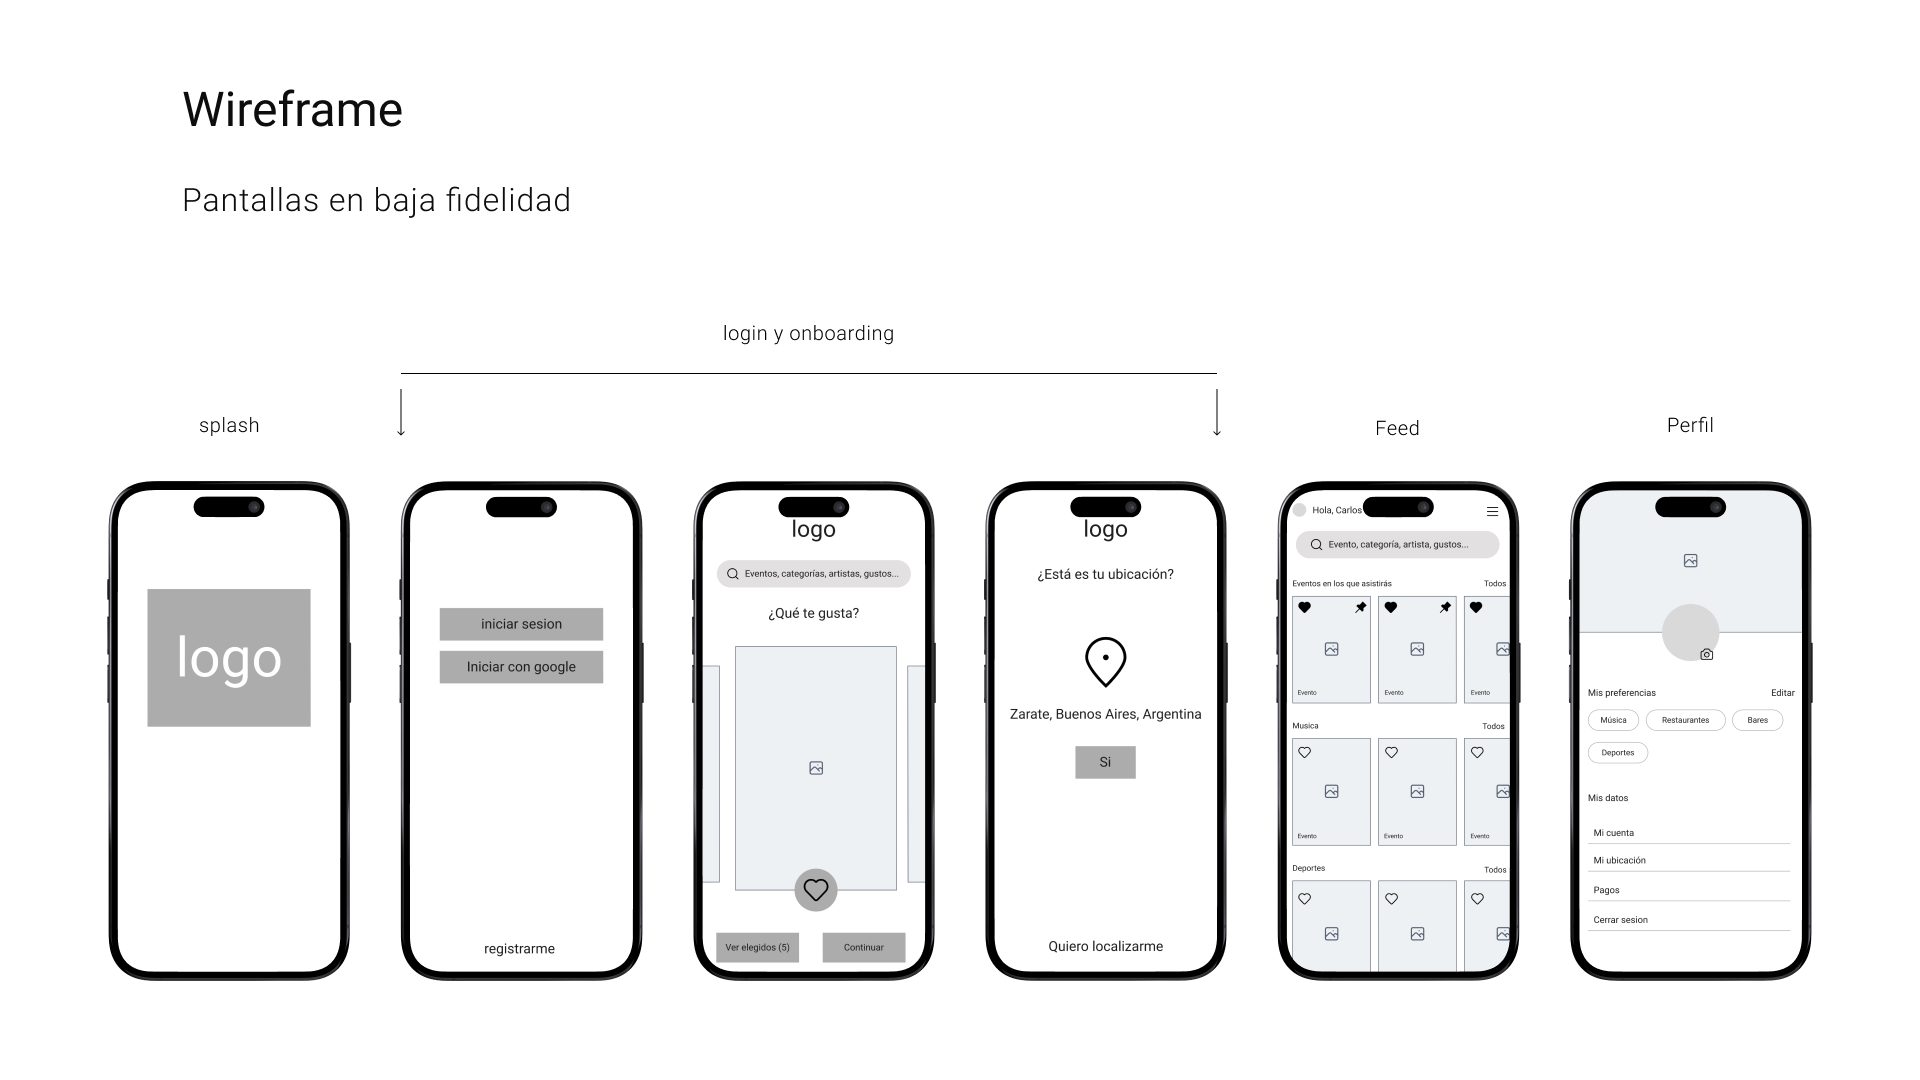 Wireframe
Pantallas en baja fidelidad
login y onboarding
splash
Feed
Perfil
logo
iniciar sesion
Iniciar con google
registrarme
logo
Eventos, categorías, artistas, gustos...
¿Qué te gusta?
Ver elegidos (5)
Continuar
logo
¿Está es tu ubicación?
Zarate, Buenos Aires, Argentina
Si
Quiero localizarme
Hola, Carlos
Evento, categoría, artista, gustos...
Eventos en los que asistirás
Todos
Evento
Evento
Evento
Musica
Todos
Evento
Evento
Evento
Deportes
Todos
Mis preferencias
Editar
Música
Restaurantes
Bares
Deportes
Mis datos
Mi cuenta
Mi ubicación
Pagos
Cerrar sesion